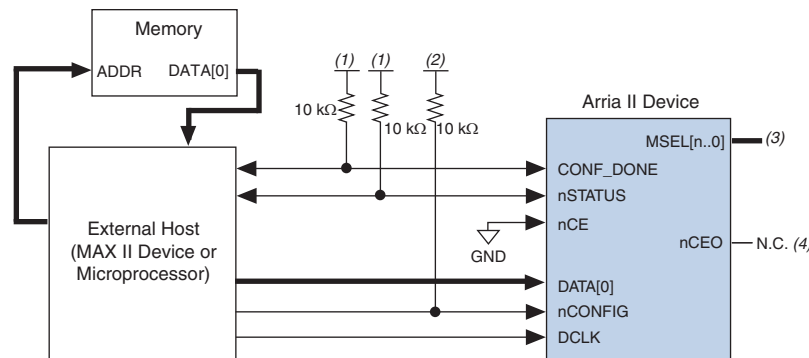 Memory
ADDR DATA[0]
(1) (1) (2)
10 kΩ 10 kΩ 10 kΩ
Arria II Device
MSEL[n..0] (3)
CONF_DONE
nSTATUS
nCE
GND
nCEO N.C. (4)
External Host
(MAX II Device or
Microprocessor)
DATA[0]
nCONFIG
DCLK